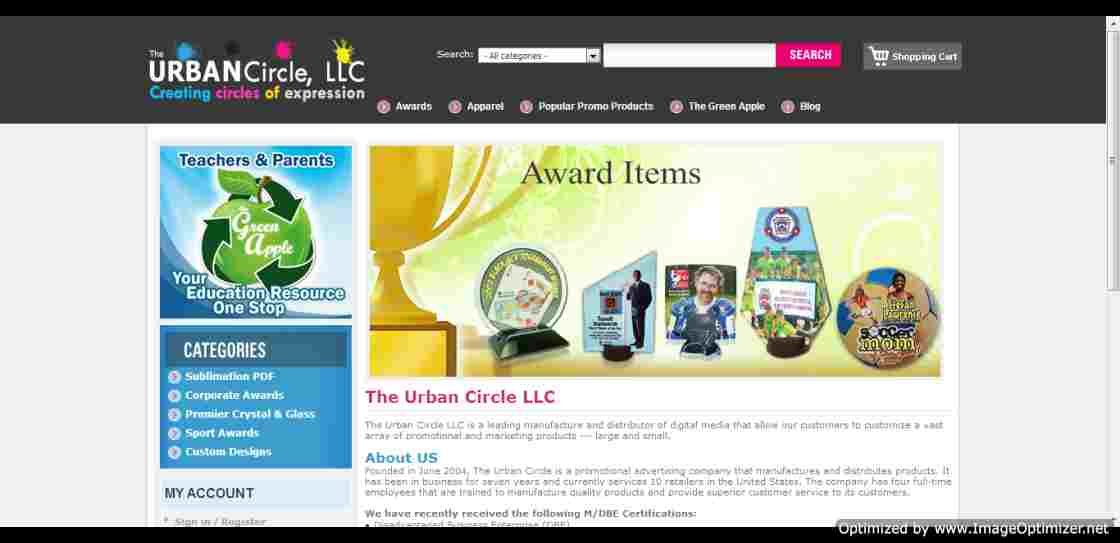 The
URBANCircle, LLC
Creating circles of expression
Search: - All categories - SEARCH
Shopping Cart
Awards Apparel Popular Promo Products The Green Apple Blog
Teachers & Parents
The
Green
Apple
Your
Education Resource
One Stop
Award Items
CATEGORIES
Sublimation PDF
Corporate Awards
Premier Crystal & Glass
Sport Awards
Custom Designs
MY ACCOUNT
Sign in / Register
The Urban Circle LLC
The Urban Circle LLC is a leading manufacture and distributor of digital media that allow our customers to customize a vast
array of promotional and marketing products --- large and small.
About US
Founded in June 2004, The Urban Circle is a promotional advertising company that manufactures and distributes products. It
has been in business for seven years and currently services 10 retailers in the United States. The company has four full-time
employees that are trained to manufacture quality products and provide superior customer service to its customers.
We have recently received the following M/DBE Certifications:
• Disadvantaged Business Enterprise (DBE)
Optimized by www.ImageOptimizer.net